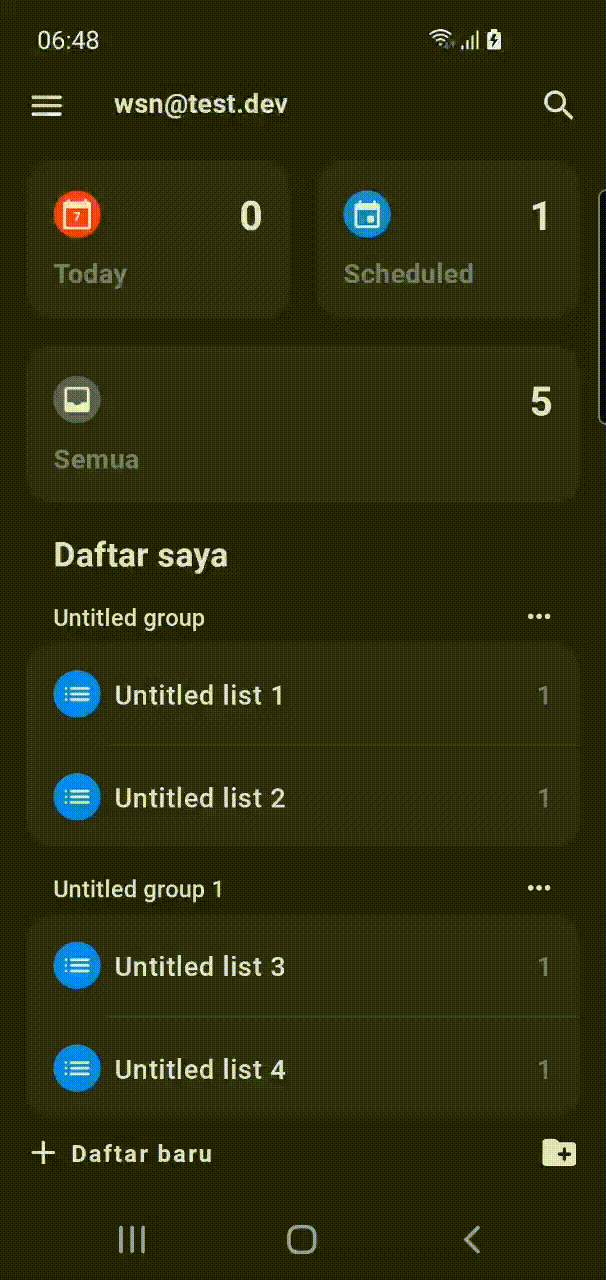 06:48
wsn@test.dev
7
0
Today
1
Scheduled
5
Semua
Daftar saya
Untitled group
Untitled list 1
1
Untitled list 2
1
Untitled group 1
Untitled list 3
1
Untitled list 4
1
Daftar baru